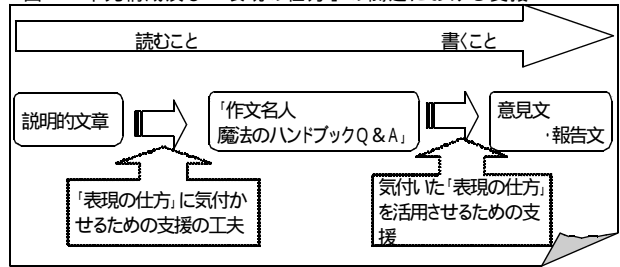 読むこと
書くこと
説明的文章
「作文名人
魔法のハンドブックQ＆A」
意見文
・報告文
「表現の仕方」に気付か
せるための支援の工夫
気付いた「表現の仕方」
を活用させるための支
援